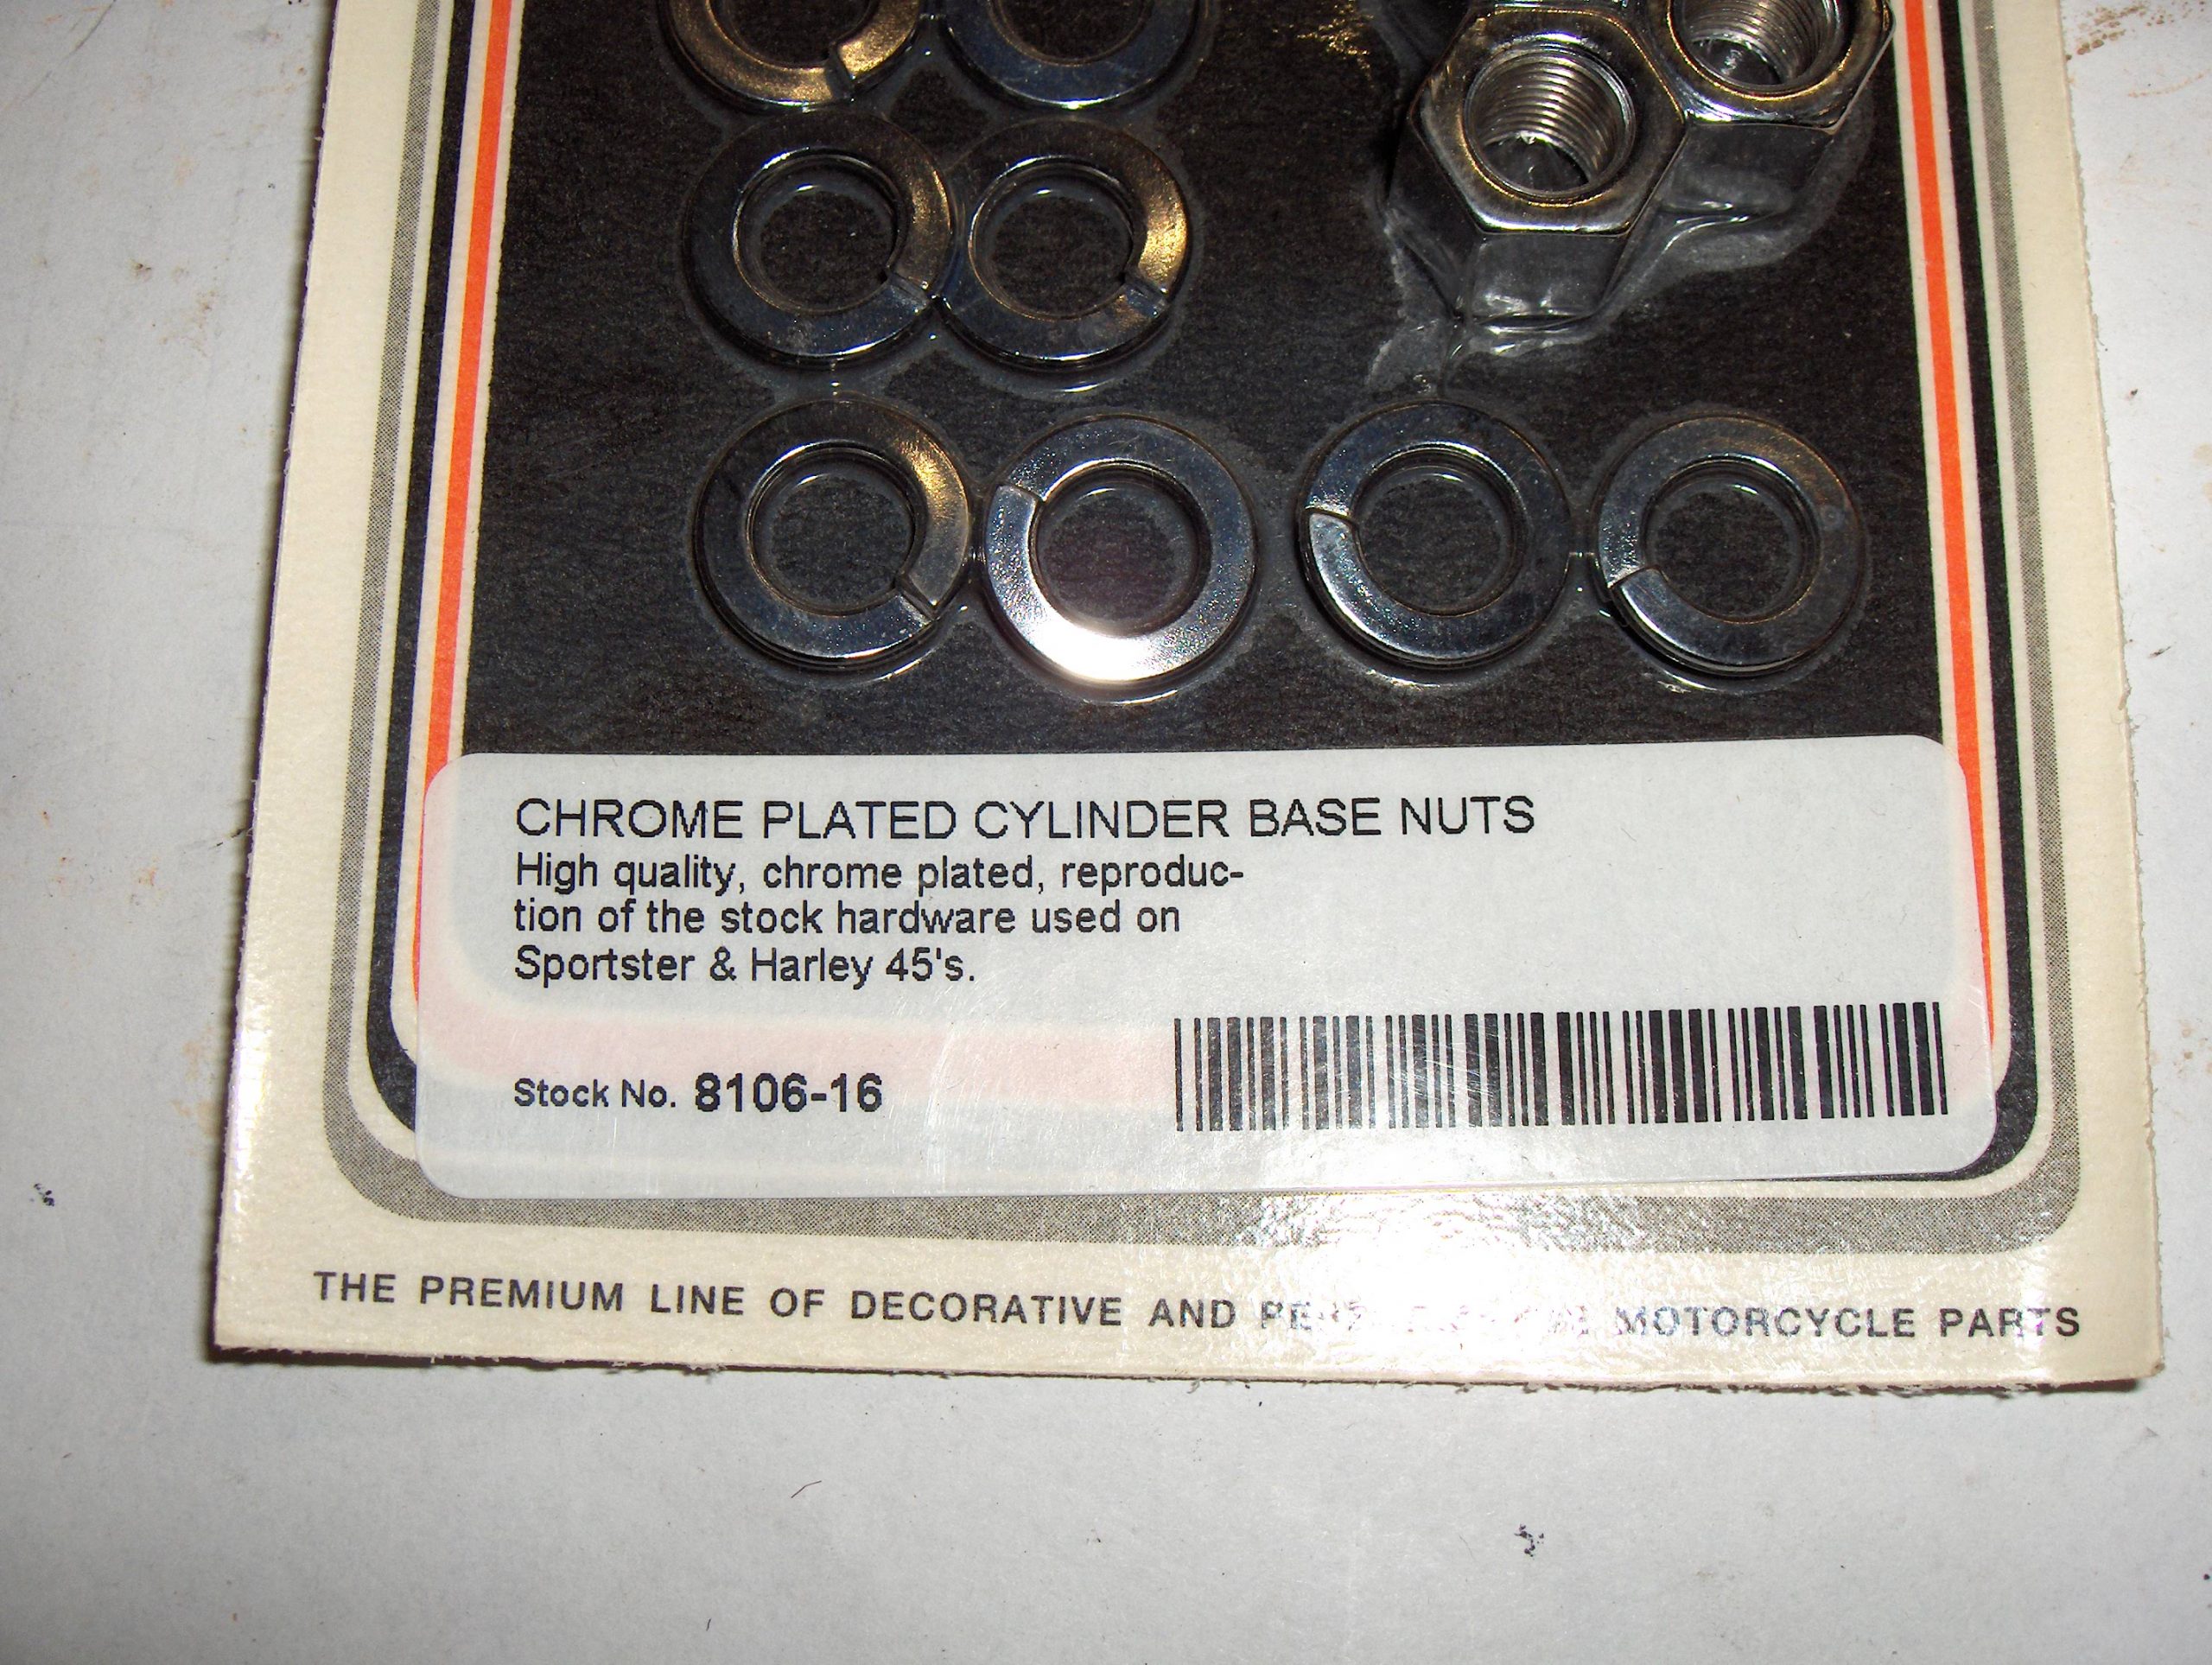 CHROME PLATED CYLINDER BASE NUTS
High quality, chrome plated, reproduc-
tion of the stock hardware used on
Sportster & Harley 45's.
Stock No. 8106-16
THE PREMIUM LINE OF DECORATIVE AND MOTORCYCLE PARTS